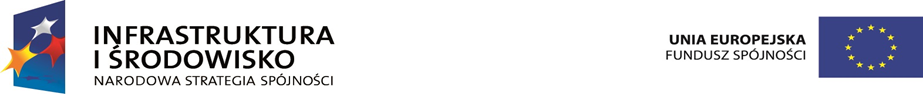 INFRASTRUKTURA
I ŚRODOWISKO
NARODOWA STRATEGIA SPÓJNOŚCI
UNIA EUROPEJSKA
FUNDUSZ SPÓJNOŚCI